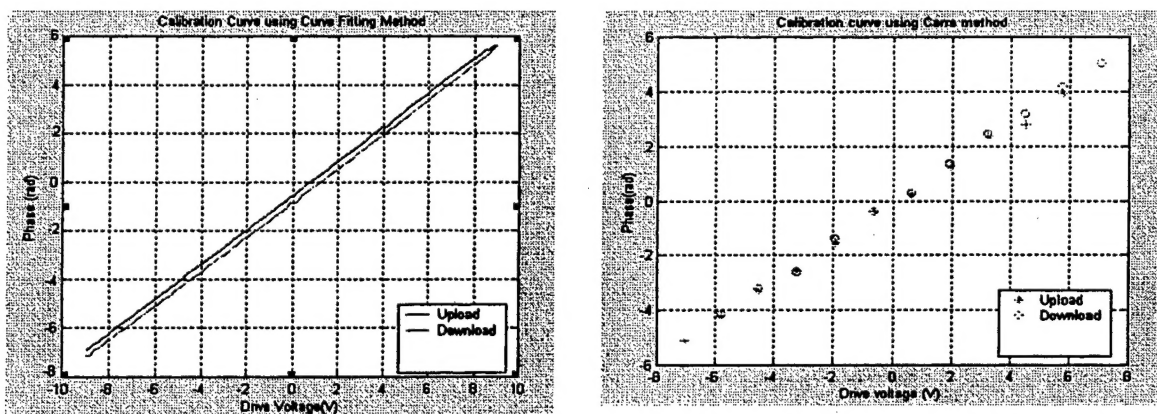 Calibration Curve using Curve Fitting Method
6
4
2
0
-2
-4
-6
-8
Phase (rad)
Upload
Download
-10 -8 -6 -4 -2 0 2 4 6 8 10
Drive Voltage(V)
Calibration curve using method
6
4
2
0
-2
-4
-6
Phase(rad)
Upload
Download
-8 -6 -4 -2 0 2 4 6 8
Drive voltage (V)